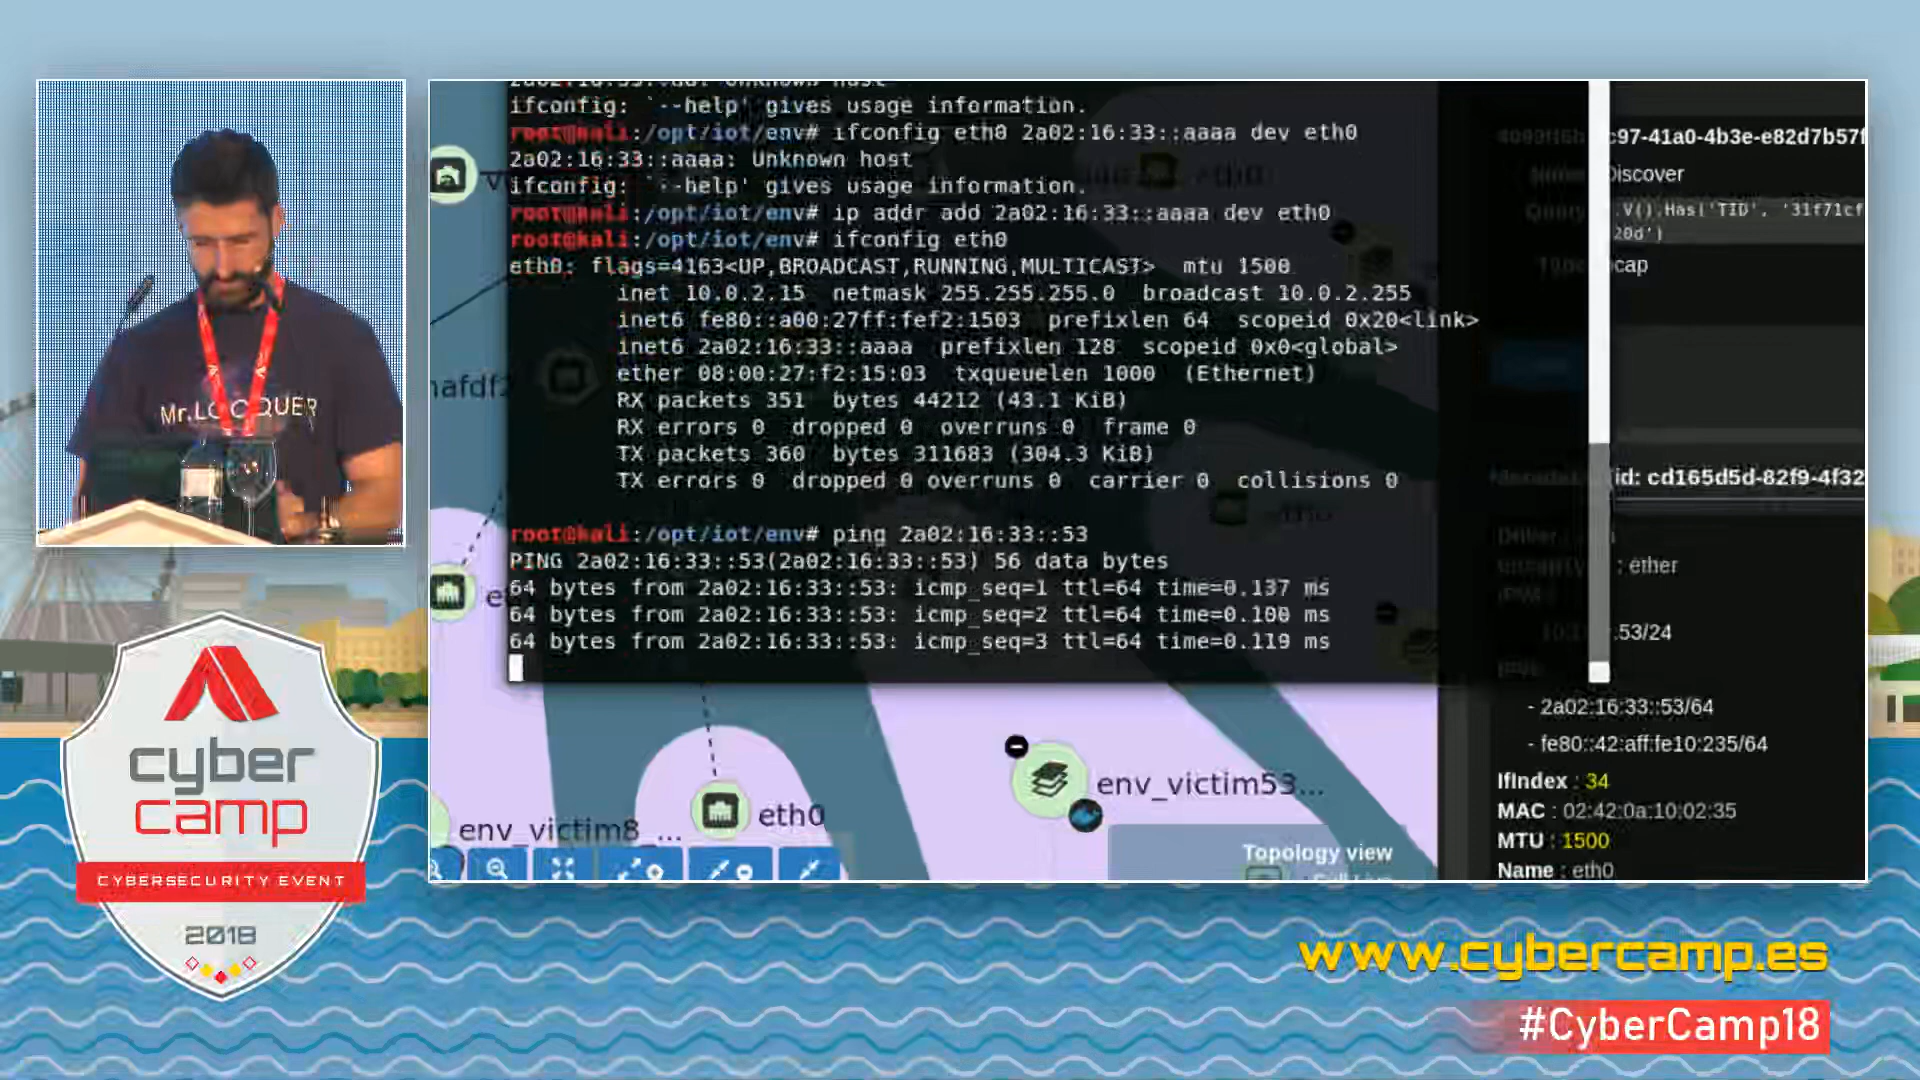 ifconfig: `--help' gives usage information.
root@kali:/opt/iot/env# ifconfig eth0 2a02:16:33::aaaa dev eth0
2a02:16:33::aaaa: Unknown host
ifconfig: `--help' gives usage information.
root@kali:/opt/iot/env# ip addr add 2a02:16:33::aaaa dev eth0
root@kali:/opt/iot/env# ifconfig eth0
eth0: flags=4163<UP,BROADCAST,RUNNING,MULTICAST>  mtu 1500
inet 10.0.2.15  netmask 255.255.255.0  broadcast 10.0.2.255
inet6 fe80::a00:27ff:fef2:1503  prefixlen 64  scopeid 0x20<link>
inet6 2a02:16:33::aaaa  prefixlen 128  scopeid 0x0<global>
ether 08:00:27:f2:15:03  txqueuelen 1000  (Ethernet)
RX packets 351  bytes 44212 (43.1 KiB)
RX errors 0  dropped 0  overruns 0  frame 0
TX packets 360  bytes 311683 (304.3 KiB)
TX errors 0  dropped 0 overruns 0  carrier 0  collisions 0
root@kali:/opt/iot/env# ping 2a02:16:33::53
PING 2a02:16:33::53(2a02:16:33::53) 56 data bytes
64 bytes from 2a02:16:33::53: icmp_seq=1 ttl=64 time=0.137 ms
64 bytes from 2a02:16:33::53: icmp_seq=2 ttl=64 time=0.100 ms
64 bytes from 2a02:16:33::53: icmp_seq=3 ttl=64 time=0.119 ms
c97-41a0-4b3e-e82d7b57f
Discover
.V().Has('TID', '31f71cf
20d')
id: cd165d5d-82f9-4f32
: ether
.53/24
- 2a02:16:33::53/64
- fe80::42:aff:fe10:235/64
IfIndex : 34
MAC : 02:42:0a:10:02:35
MTU : 1500
Name : eth0
env_victim53...
eth0
env_victim8_...
Topology view
Mr.LOOQUER
cyber
camp
CYBERSECURITY EVENT
2018
www.cybercamp.es
#CyberCamp18